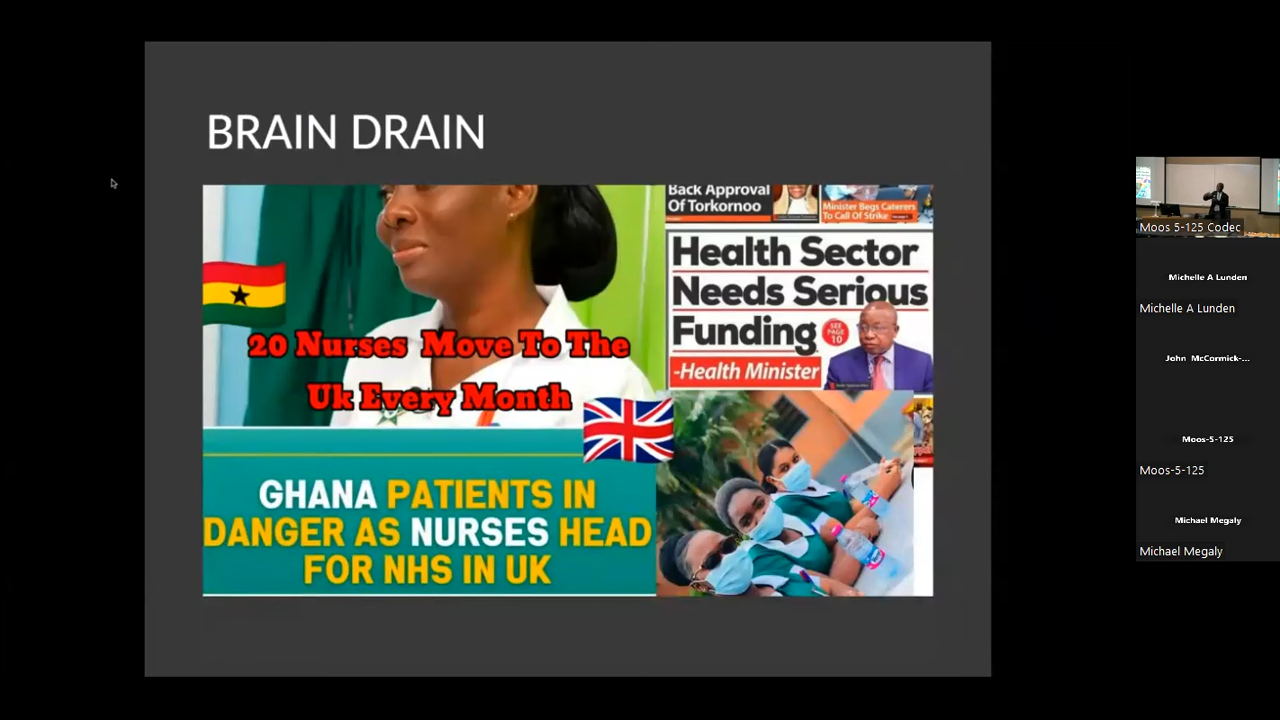 BRAIN DRAIN
20 Nurses Move To The
Uk Every Month
GHANA PATIENTS IN
DANGER AS NURSES HEAD
FOR NHS IN UK
Back Approval
Of Torkornoo
Minister Begs Caterers
To Call Of Strike
Health Sector
Needs Serious
Funding
SEE
PAGE
10
-Health Minister
Moos 5-125 Codec
Michelle A Lunden
Michelle A Lunden
John McCormick-...
Moos-5-125
Moos-5-125
Michael Megaly
Michael Megaly